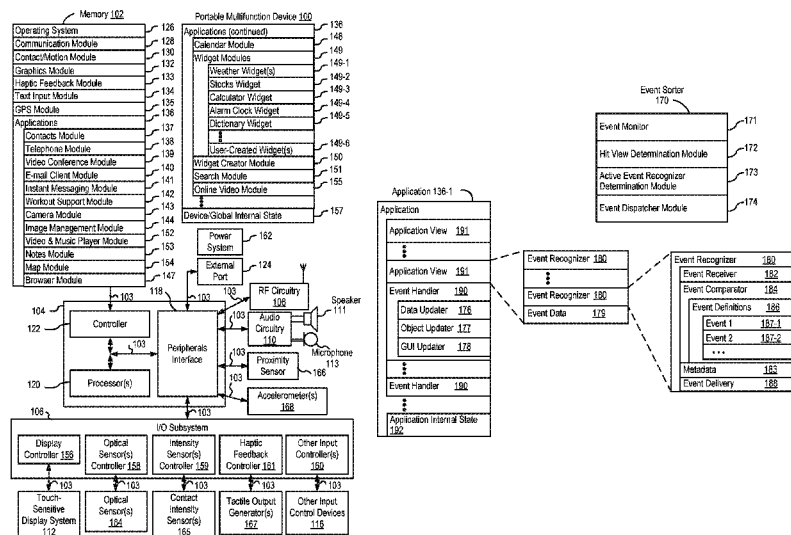 Memory 102
Operating System
126
Communication Module
128
Contact/Motion Module
130
Graphics Module
132
Haptic Feedback Module
133
Text Input Module
134
GPS Module
135
Applications
136
Contacts Module
137
Telephone Module
138
Video Conference Module
139
E-mail Client Module
140
Instant Messaging Module
141
Workout Support Module
142
Camera Module
143
Image Management Module
144
Video & Music Player Module
152
Notes Module
153
Map Module
154
Browser Module
147
Portable Multifunction Device 100
Applications (continued)
136
Calendar Module
148
Widget Modules
149
Weather Widget(s)
149-1
Stocks Widget
149-2
Calculator Widget
149-3
Alarm Clock Widget
149-4
Dictionary Widget
149-5
User-Created Widget(s)
149-6
Widget Creator Module
150
Search Module
151
Online Video Module
155
Device/Global Internal State
157
Power
System
162
External
Port
124
103
103
118
103
RF Circuitry
108
Speaker
111
104
Controller
122
103
Audio
Circuitry
110
Microphone
113
103
Peripherals
Interface
103
Proximity
Sensor
166
Processor(s)
120
103
Accelerometer(s)
168
103
106
I/O Subsystem
Display
Controller 156
Optical
Sensor(s)
Controller 158
Intensity
Sensor(s)
Controller 159
Haptic
Feedback
Controller 161
Other Input
Controller(s)
160
103
103
103
103
103
Touch-
Sensitive
Display System
112
Optical
Sensor(s)
164
Contact
Intensity
Sensor(s)
165
Tactile Output
Generator(s)
167
Other Input
Control Devices
116
Event Sorter
170
Event Monitor
171
Hit View Determination Module
172
Active Event Recognizer
Determination Module
173
Event Dispatcher Module
174
Application 136-1
Application
Application View 191
Application View 191
Event Handler 190
Data Updater 176
Object Updater 177
GUI Updater 178
Event Handler 190
Application Internal State
192
Event Recognizer 180
Event Recognizer 180
Event Data 179
Event Recognizer 180
Event Receiver 182
Event Comparator 184
Event Definitions 186
Event 1 187-1
Event 2 187-2
• • •
Metadata 183
Event Delivery 188